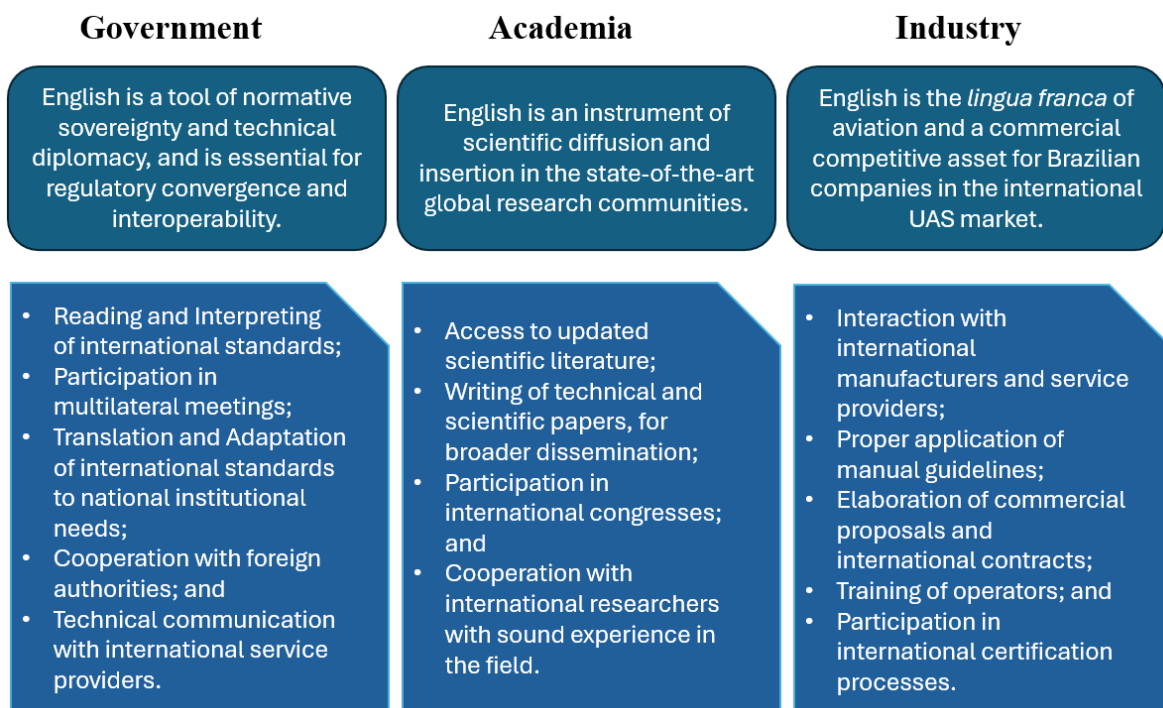 Government
English is a tool of normative
sovereignty and technical
diplomacy, and is essential for
regulatory convergence and
interoperability.
• Reading and Interpreting
of international standards;
• Participation in
multilateral meetings;
• Translation and Adaptation
of international standards
to national institutional
needs;
• Cooperation with foreign
authorities; and
• Technical communication
with international service
providers.
Academia
English is an instrument of
scientific diffusion and
insertion in the state-of-the-art
global research communities.
• Access to updated
scientific literature;
• Writing of technical and
scientific papers, for
broader dissemination;
• Participation in
international congresses;
and
• Cooperation with
international researchers
with sound experience in
the field.
Industry
English is the lingua franca of
aviation and a commercial
competitive asset for Brazilian
companies in the international
UAS market.
• Interaction with
international
manufacturers and service
providers;
• Proper application of
manual guidelines;
• Elaboration of commercial
proposals and
international contracts;
• Training of operators; and
• Participation in
international certification
processes.